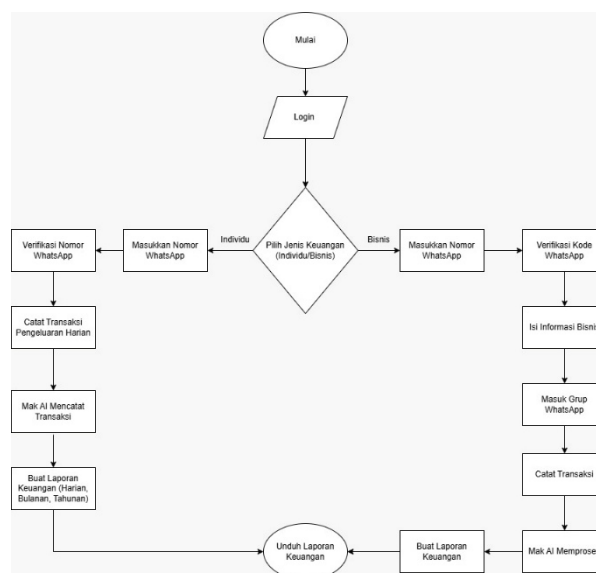 Mulai
Login
Pilih Jenis Keuangan
(Individu/Bisnis)
Individu
Bisnis
Masukkan Nomor
WhatsApp
Verifikasi Nomor
WhatsApp
Catat Transaksi
Pengeluaran Harian
Mak AI Mencatat
Transaksi
Buat Laporan
Keuangan (Harian,
Bulanan, Tahunan)
Masukkan Nomor
WhatsApp
Verifikasi Kode
WhatsApp
Isi Informasi Bisnis
Masuk Grup
WhatsApp
Catat Transaksi
Mak AI Memprose
Buat Laporan
Keuangan
Unduh Laporan
Keuangan